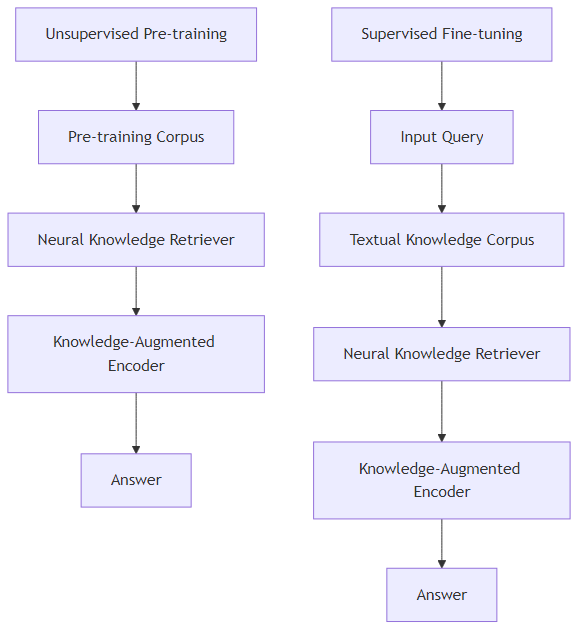 Unsupervised Pre-training
Pre-training Corpus
Neural Knowledge Retriever
Knowledge-Augmented
Encoder
Answer
Supervised Fine-tuning
Input Query
Textual Knowledge Corpus
Neural Knowledge Retriever
Knowledge-Augmented
Encoder
Answer